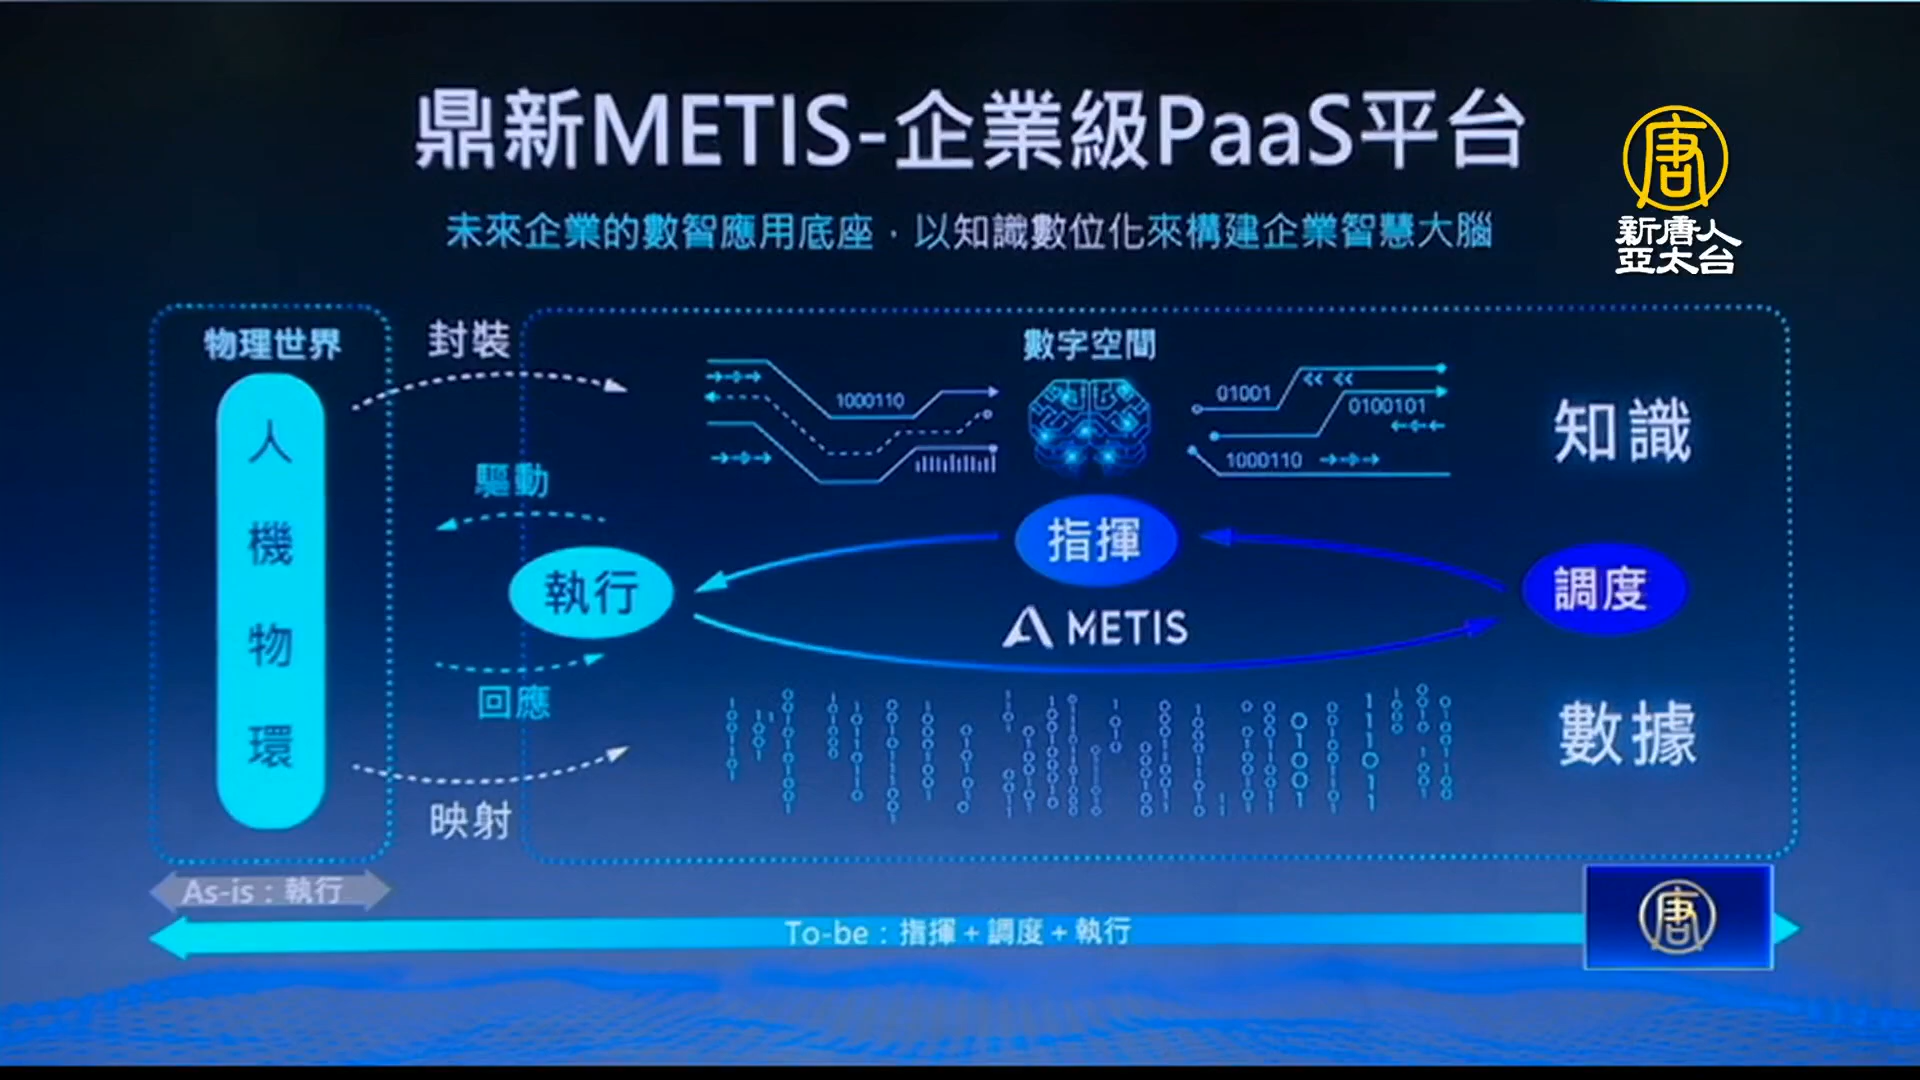 鼎新METIS-企業級PaaS平台
未來企業的數智應用底座，以知識數位化來構建企業智慧大腦
唐
新唐人
亞太台
物理世界
封裝
數字空間
人
機
物
環
1000110
01001
0100101
1000110
知識
驅動
指揮
執行
調度
METIS
回應
數據
映射
As-is：執行
To-be：指揮+調度+執行
唐